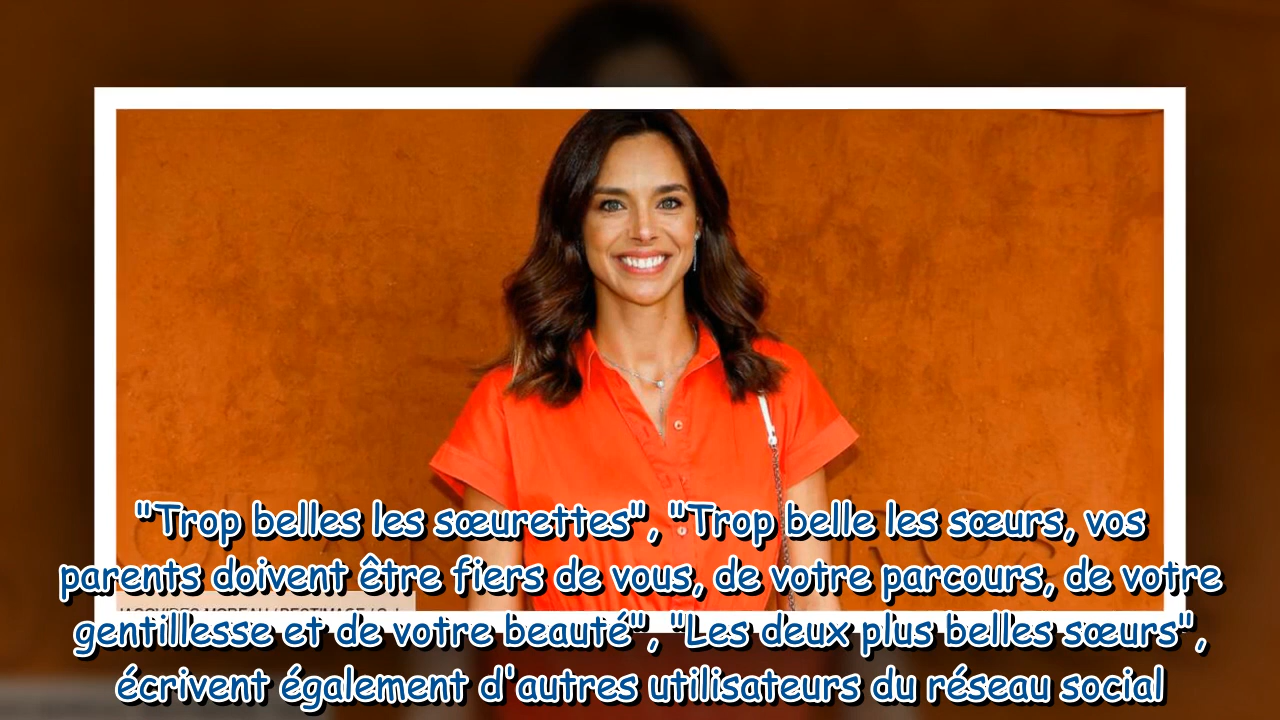 "Trop belles les sœurettes", "Trop belle les sœurs, vos
parents doivent être fiers de vous, de votre parcours, de votre
gentillesse et de votre beauté", "Les deux plus belles sœurs",
écrivent également d'autres utilisateurs du réseau social